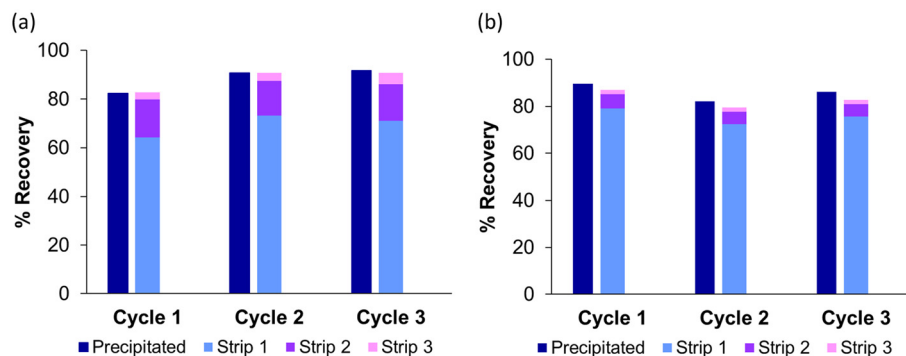 (a)
% Recovery
100
80
60
40
20
0
Cycle 1 Cycle 2 Cycle 3
Precipitated Strip 1 Strip 2 Strip 3
(b)
% Recovery
100
80
60
40
20
0
Cycle 1 Cycle 2 Cycle 3
Precipitated Strip 1 Strip 2 Strip 3